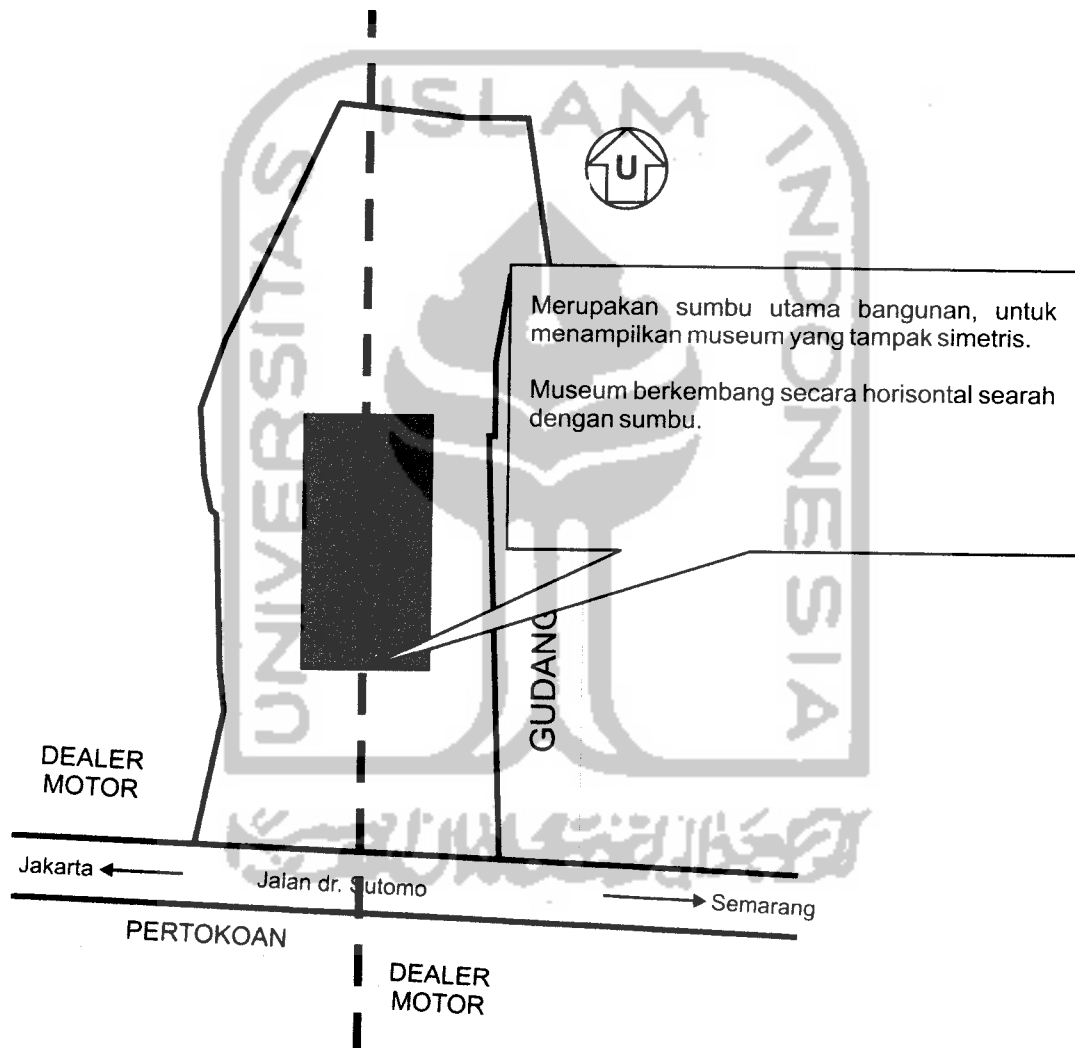 UNIVERSITAS
ISLAM
INDONESIA
U
Merupakan sumbu utama bangunan, untuk
menampilkan museum yang tampak simetris.
Museum berkembang secara horisontal searah
dengan sumbu.
GUDANG
DEALER
MOTOR
Jakarta
Jalan dr. Sutomo
Semarang
PERTOKOAN
DEALER
MOTOR